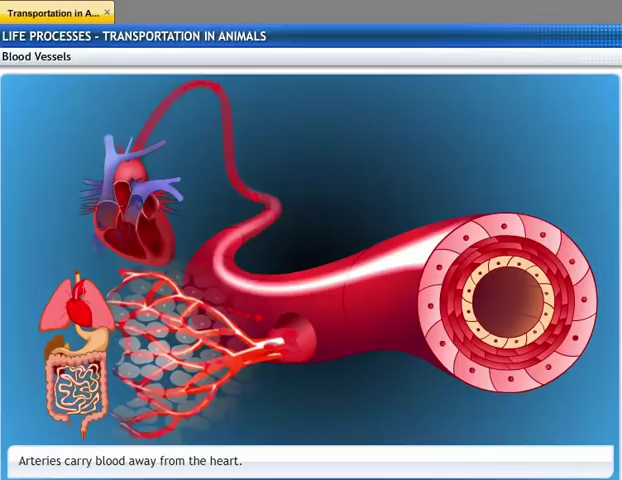 Transportation in A...
LIFE PROCESSES - TRANSPORTATION IN ANIMALS
Blood Vessels
Arteries carry blood away from the heart.